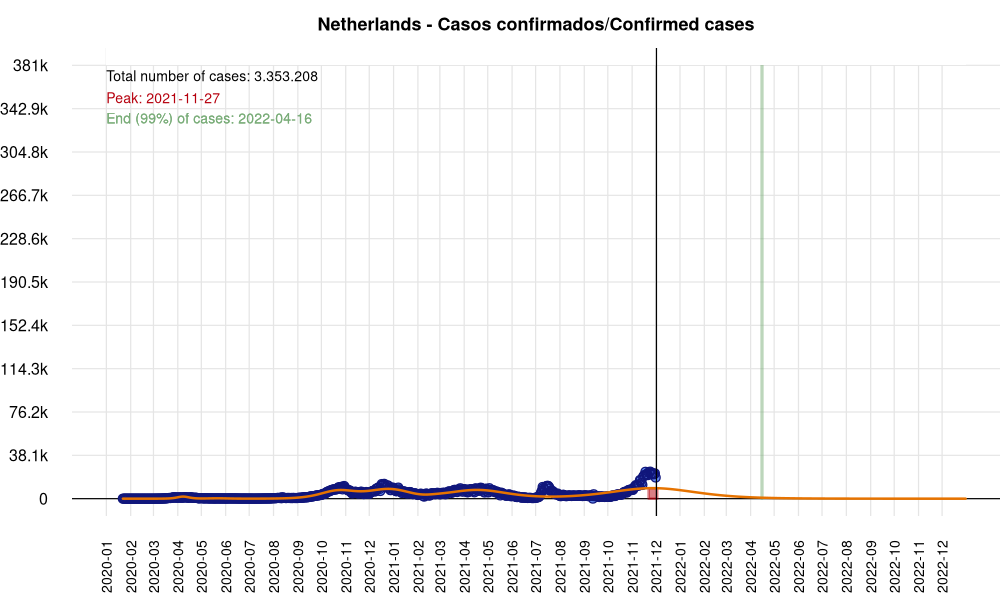 Netherlands - Casos confirmados/Confirmed cases
381k
Total number of cases: 3.353.208
Peak: 2021-11-27
342.9k
End (99%) of cases: 2022-04-16
304.8k
266.7k
228.6k
190.5k
152.4k
114.3k
76.2k
38.1k
0
2020-01
2020-02
2020-03
2020-04
2020-05
2020-06
2020-07
2020-08
2020-09
2020-10
2020-11
2020-12
2021-01
2021-02
2021-03
2021-04
2021-05
2021-06
2021-07
2021-08
2021-09
2021-10
2021-11
2021-12
2022-01
2022-02
2022-03
2022-04
2022-05
2022-06
2022-07
2022-08
2022-09
2022-10
2022-11
2022-12